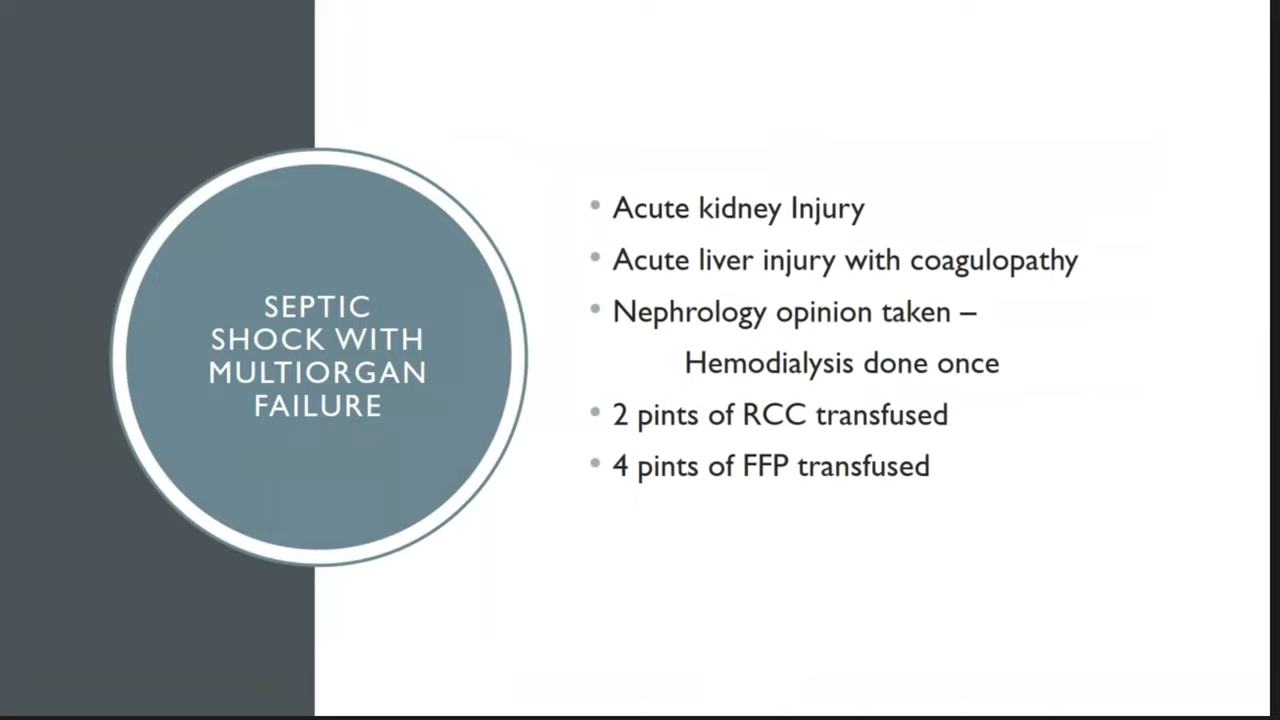 SEPTIC
SHOCK WITH
MULTIORGAN
FAILURE
• Acute kidney Injury
• Acute liver injury with coagulopathy
• Nephrology opinion taken –
Hemodialysis done once
• 2 pints of RCC transfused
• 4 pints of FFP transfused